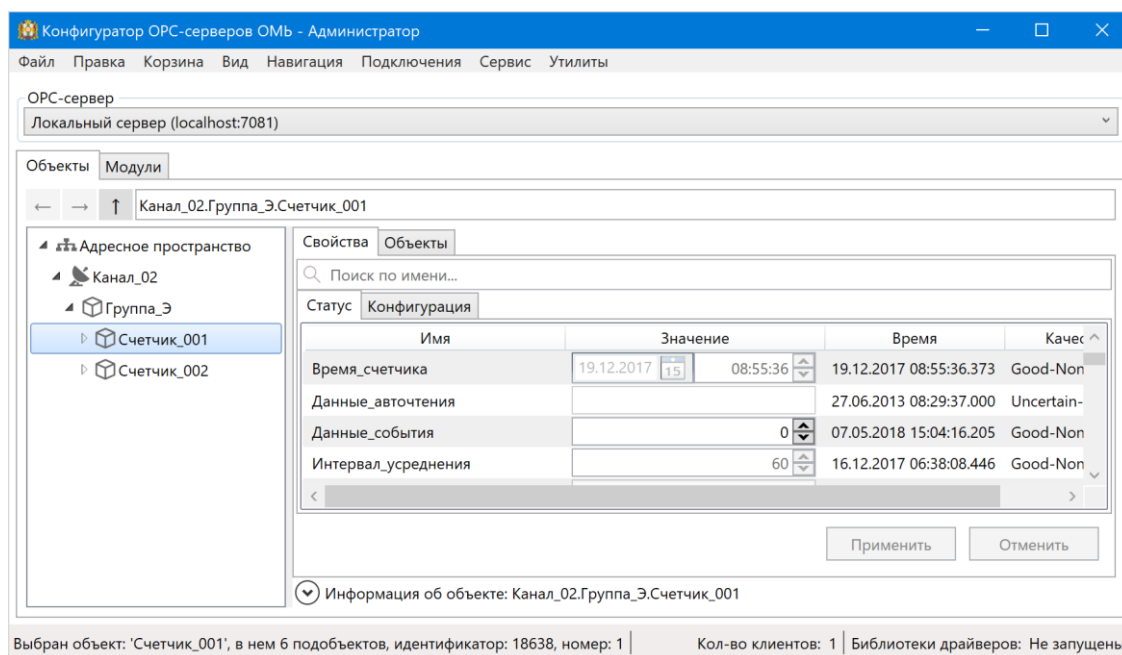 Конфигуратор ОРС-серверов ОМЬ - Администратор
Файл Правка Корзина Вид Навигация Подключения Сервис Утилиты
ОРС-сервер
Локальный сервер (localhost:7081)
Объекты Модули
← → ↑ Канал_02.Группа_Э.Счетчик_001
Адресное пространство
Канал_02
Группа_Э
Счетчик_001
Счетчик_002
Свойства Объекты
Поиск по имени...
Статус Конфигурация
Имя Значение Время Качес
Время_счетчика 19.12.2017 15 08:55:36 19.12.2017 08:55:36.373 Good-Non
Данные_авточтения 27.06.2013 08:29:37.000 Uncertain-
Данные_события 0 07.05.2018 15:04:16.205 Good-Non
Интервал_усреднения 60 16.12.2017 06:38:08.446 Good-Non
Применить Отменить
Информация об объекте: Канал_02.Группа_Э.Счетчик_001
Выбран объект: 'Счетчик_001', в нем 6 подобъектов, идентификатор: 18638, номер: 1 Кол-во клиентов: 1 Библиотеки драйверов: Не запущены